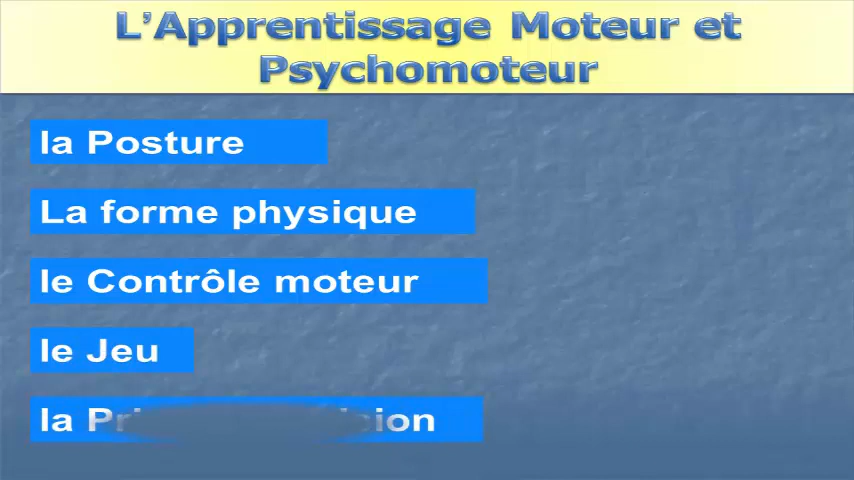 L’Apprentissage Moteur et
Psychomoteur
la Posture
La forme physique
le Contrôle moteur
le Jeu
la